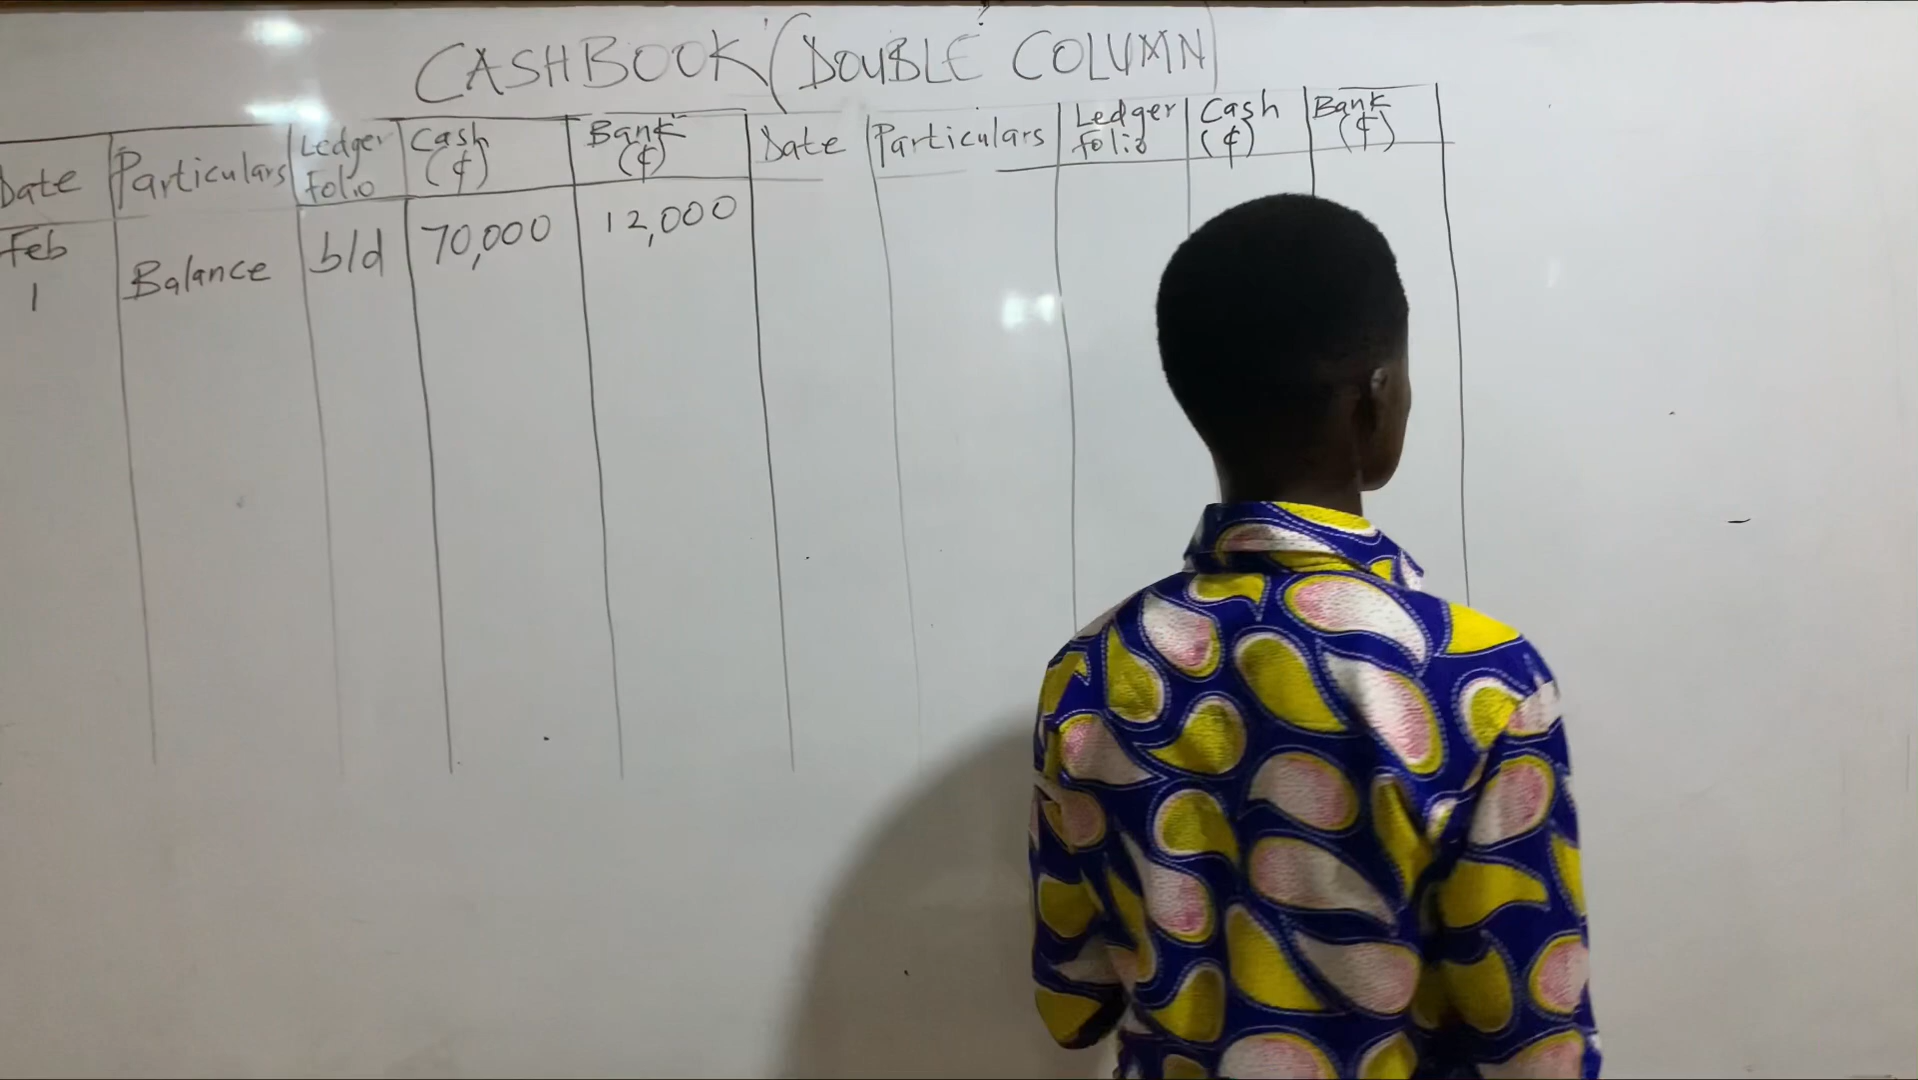 CASHBOOK (DOUBLE COLUMN)
Date Particulars Ledger Folio Cash (₵) Bank (₵) Date Particulars Ledger Folio Cash (₵) Bank (₵)
Feb 1 Balance b/d 70,000 12,000